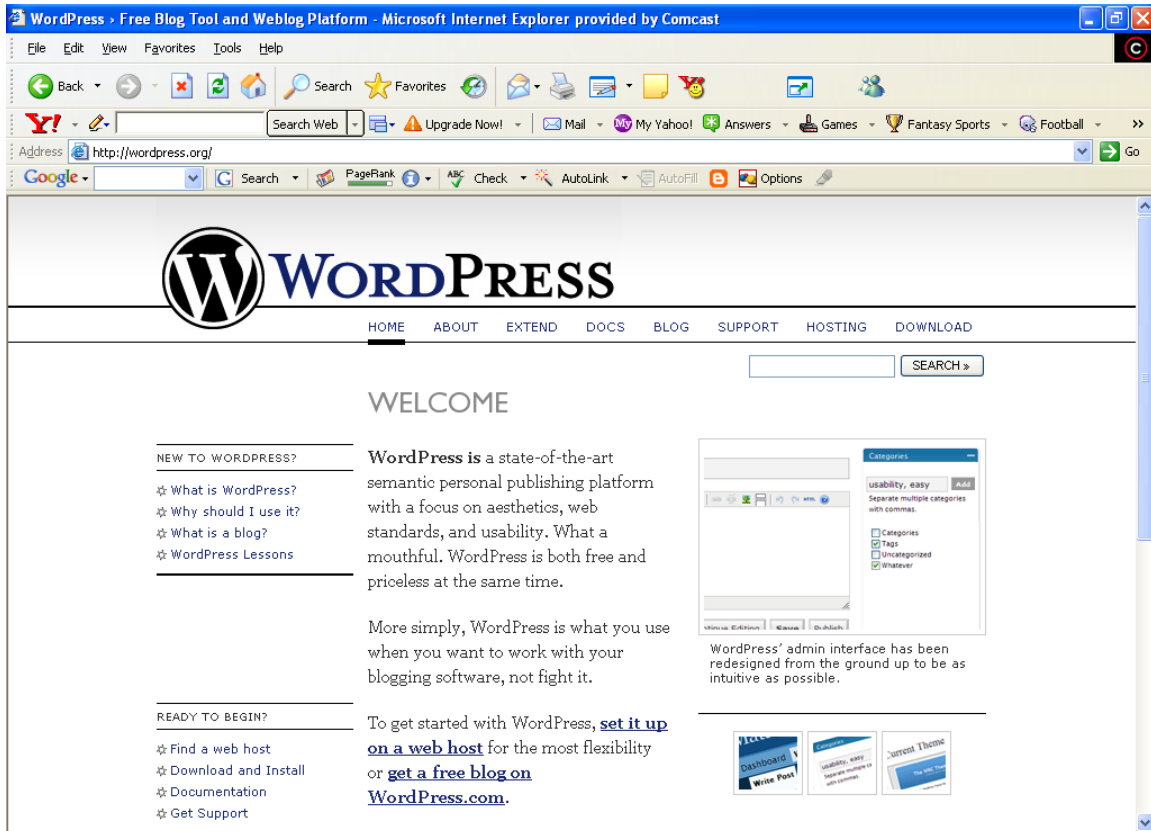 WordPress › Free Blog Tool and Weblog Platform - Microsoft Internet Explorer provided by Comcast
File Edit View Favorites Tools Help
Back Search Favorites
Y! Search Web Upgrade Now! Mail My Yahoo! Answers Games Fantasy Sports Football »
Address http://wordpress.org/ Go
Google G Search PageRank ABC Check AutoLink AutoFill Options
W WORDPRESS
HOME ABOUT EXTEND DOCS BLOG SUPPORT HOSTING DOWNLOAD
SEARCH »
WELCOME
NEW TO WORDPRESS?
What is WordPress?
Why should I use it?
What is a blog?
WordPress Lessons
READY TO BEGIN?
Find a web host
Download and Install
Documentation
Get Support
WordPress is a state-of-the-art
semantic personal publishing platform
with a focus on aesthetics, web
standards, and usability. What a
mouthful. WordPress is both free and
priceless at the same time.
More simply, WordPress is what you use
when you want to work with your
blogging software, not fight it.
To get started with WordPress, set it up
on a web host for the most flexibility
or get a free blog on
WordPress.com.
Categories
usability, easy Add
Separate multiple categories
with commas.
Categories
Tags
Uncategorized
Whatever
Editing Save Publish
WordPress' admin interface has been
redesigned from the ground up to be as
intuitive as possible.
Dashboard
Write Post
Categories
usability, easy
Separate multiple
with commas.
Current Theme